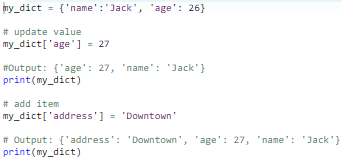 my_dict = {'name':'Jack', 'age': 26}
# update value
my_dict['age'] = 27
#Output: {'age': 27, 'name': 'Jack'}
print(my_dict)
# add item
my_dict['address'] = 'Downtown'
# Output: {'address': 'Downtown', 'age': 27, 'name': 'Jack'}
print(my_dict)